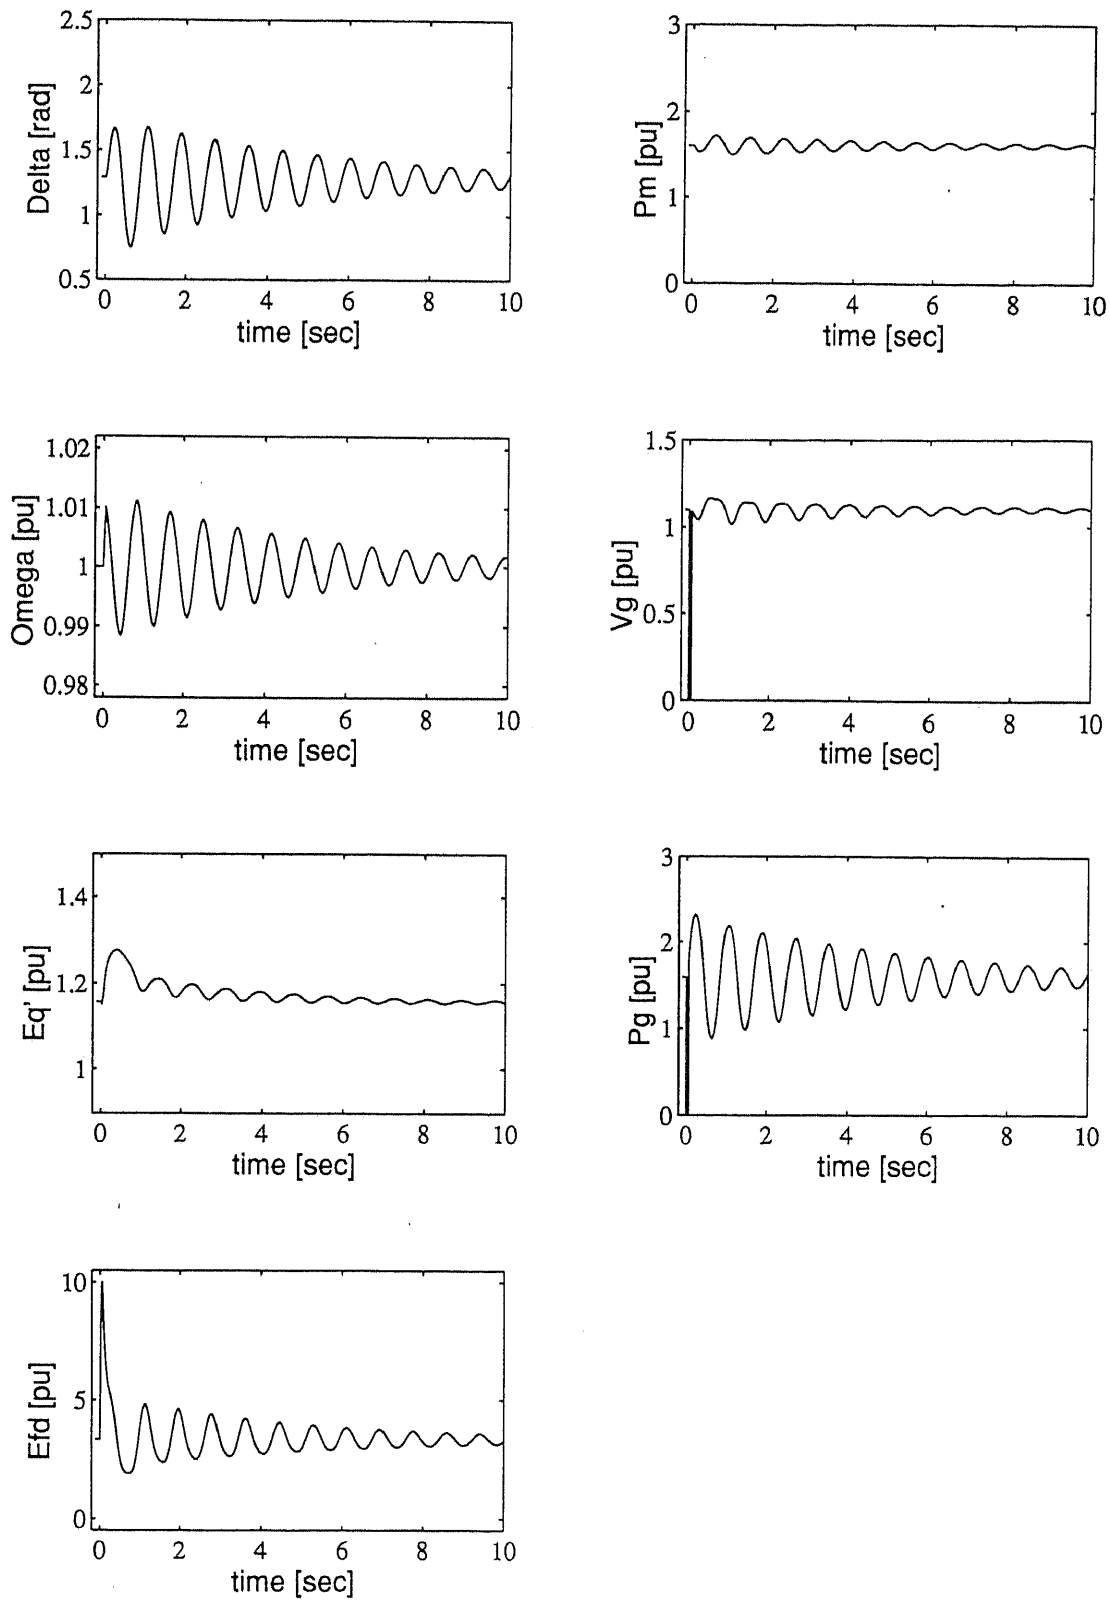 2.5
2
1.5
1
0.5
Delta [rad]
0 2 4 6 8 10
time [sec]
3
2
1
0
Pm [pu]
0 2 4 6 8 10
time [sec]
1.02
1.01
1
0.99
0.98
Omega [pu]
0 2 4 6 8 10
time [sec]
1.5
1
0.5
0
Vg [pu]
0 2 4 6 8 10
time [sec]
1.4
1.2
1
Eq' [pu]
0 2 4 6 8 10
time [sec]
3
2
1
0
Pg [pu]
0 2 4 6 8 10
time [sec]
10
5
0
Efd [pu]
0 2 4 6 8 10
time [sec]